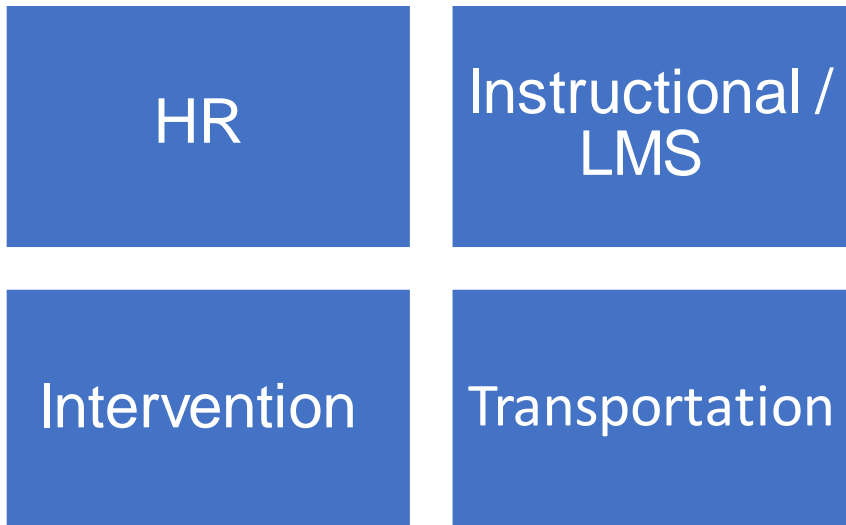 HR
Instructional /
LMS
Intervention
Transportation